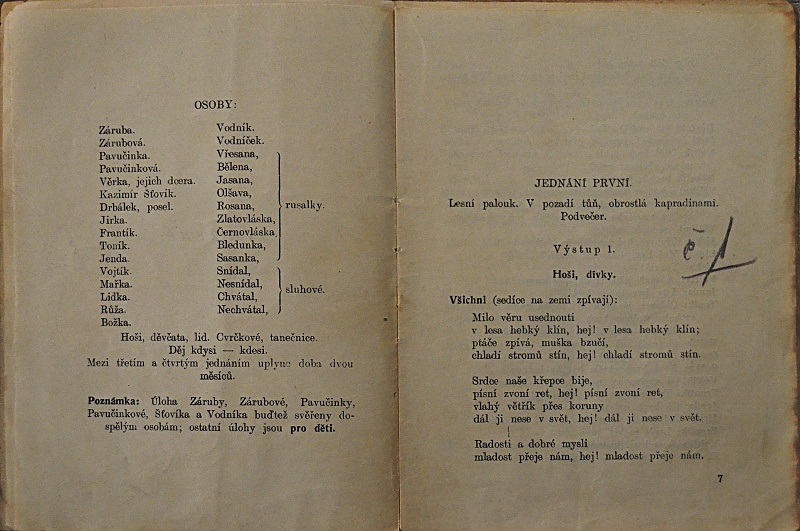 OSOBY:
Záruba.
Zárubová.
Pavučinka.
Pavučinková.
Věrka, jejich dcera.
Kazimír Šťovík.
Drbálek, posel.
Jirka.
Frantík.
Toník.
Jenda.
Vojtík.
Mařka.
Lidka.
Růža.
Božka.
Vodník.
Vodníček.
Vřesana,
Bělena,
Jasana,
Olšava,
Rosana,
Zlatovláska,
Černovláska,
Bledunka,
Sasanka,
rusalky.
Snídal,
Nesnídal,
Chvátal,
Nechvátal,
sluhové.
Hoši, děvčata, lid. Cvrčkové, tanečnice.
Děj kdysi — kdesi.
Mezi třetím a čtvrtým jednáním uplyne doba dvou
měsíců.
Poznámka: Úloha Záruby, Zárubové, Pavučinky,
Pavučinkové, Šťovíka a Vodníka buďtež svěřeny do-
spělým osobám; ostatní úlohy jsou pro děti.
JEDNÁNÍ PRVNÍ.
Lesní palouk. V pozadí tůň, obrostlá kapradinami.
Podvečer.
č. 1
Výstup 1.
Hoši, dívky.
Všichni (sedíce na zemi zpívají):
Milo věru usednouti
v lesa hebký klín, hej! v lesa hebký klín;
ptáče zpívá, muška bzučí,
chladí stromů stín, hej! chladí stromů stín.
Srdce naše křepce bije,
písní zvoní ret, hej! písní zvoní ret,
vlahý větřík přes koruny
dál ji nese v svět, hej! dál ji nese v svět.
Radosti a dobré mysli
mladost přeje nám, hej! mladost přeje nám.
7